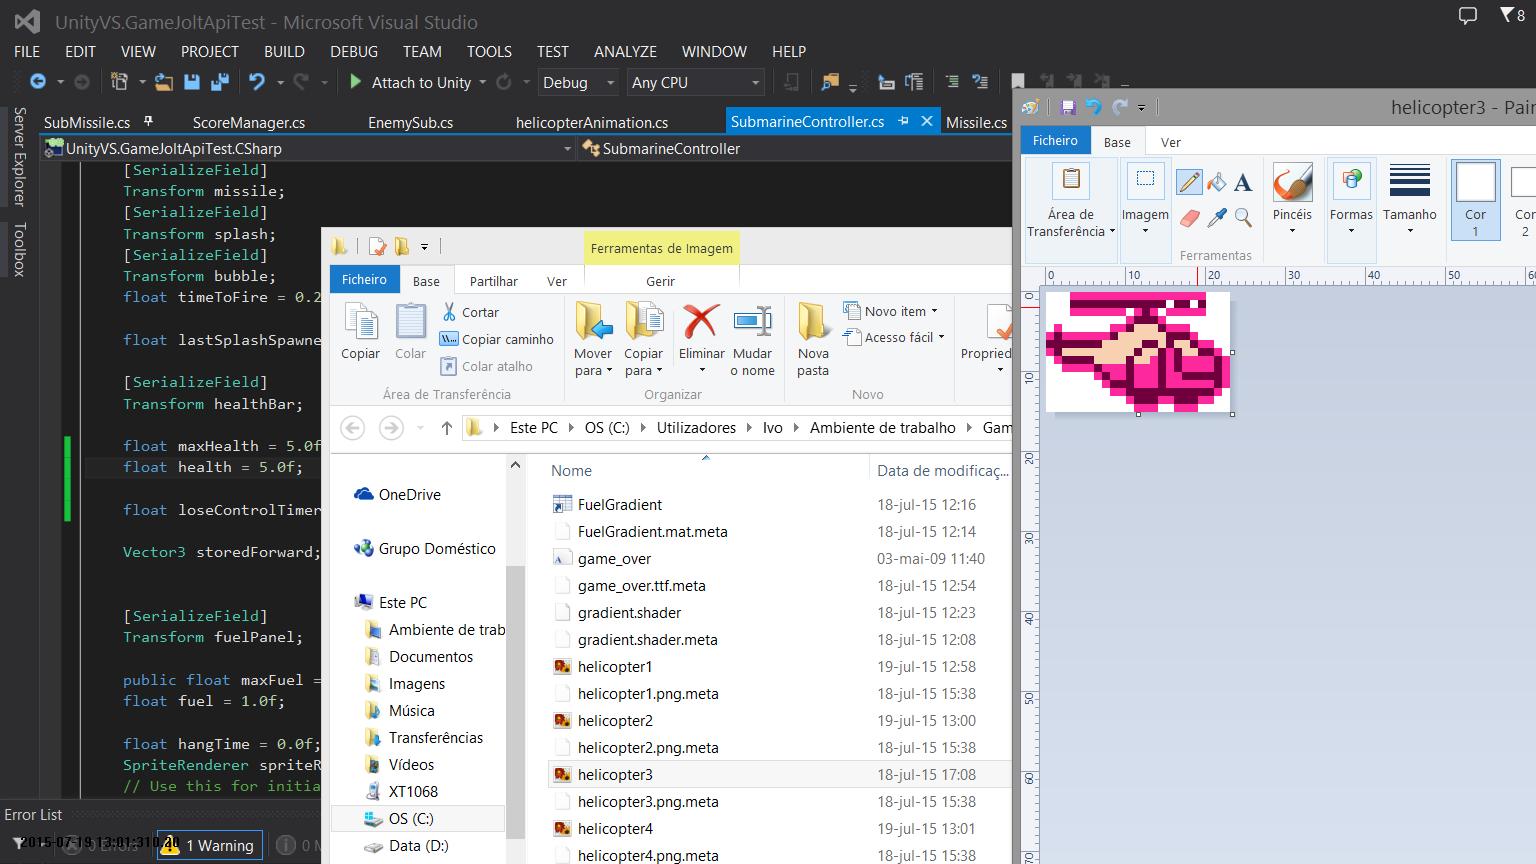 UnityVS.GameJoltApiTest - Microsoft Visual Studio
8
FILE EDIT VIEW PROJECT BUILD DEBUG TEAM TOOLS TEST ANALYZE WINDOW HELP
Attach to Unity Debug Any CPU
Server Explorer
Toolbox
SubMissile.cs ScoreManager.cs EnemySub.cs helicopterAnimation.cs SubmarineController.cs Missile.cs
UnityVS.GameJoltApiTest.CSharp SubmarineController
[SerializeField]
Transform missile;
[SerializeField]
Transform splash;
[SerializeField]
Transform bubble;
float timeToFire = 0.2
float lastSplashSpawne
[SerializeField]
Transform healthBar;
float maxHealth = 5.0f
float health = 5.0f;
float loseControlTimer
Vector3 storedForward;
[SerializeField]
Transform fuelPanel;
public float maxFuel =
float fuel = 1.0f;
float hangTime = 0.0f;
SpriteRenderer spriteR
// Use this for initia
Error List
1 Warning
Ferramentas de Imagem
Ficheiro Base Partilhar Ver Gerir
Copiar
Colar
Cortar
Copiar caminho
Colar atalho
Área de Transferência
Mover para
Copiar para
Eliminar
Mudar o nome
Organizar
Nova pasta
Novo item
Acesso fácil
Novo
Propried
Este PC OS (C:) Utilizadores Ivo Ambiente de trabalho Gam
OneDrive
Grupo Doméstico
Este PC
Ambiente de trab
Documentos
Imagens
Música
Transferências
Vídeos
XT1068
OS (C:)
Data (D:)
Nome Data de modificaç...
FuelGradient 18-jul-15 12:16
FuelGradient.mat.meta 18-jul-15 12:14
game_over 03-mai-09 11:40
game_over.ttf.meta 18-jul-15 12:54
gradient.shader 18-jul-15 12:23
gradient.shader.meta 18-jul-15 12:08
helicopter1 19-jul-15 12:58
helicopter1.png.meta 18-jul-15 15:38
helicopter2 19-jul-15 13:00
helicopter2.png.meta 18-jul-15 15:38
helicopter3 18-jul-15 17:08
helicopter3.png.meta 18-jul-15 15:38
helicopter4 19-jul-15 13:01
helicopter4.png.meta 18-jul-15 15:38
helicopter3 - Pain
Ficheiro Base Ver
Área de Transferência
Imagem
A
Ferramentas
Pincéis
Formas
Tamanho
Cor 1
Cor 2
0 10 20 30 40 50 60
0
10
20
30
40
50
60
70